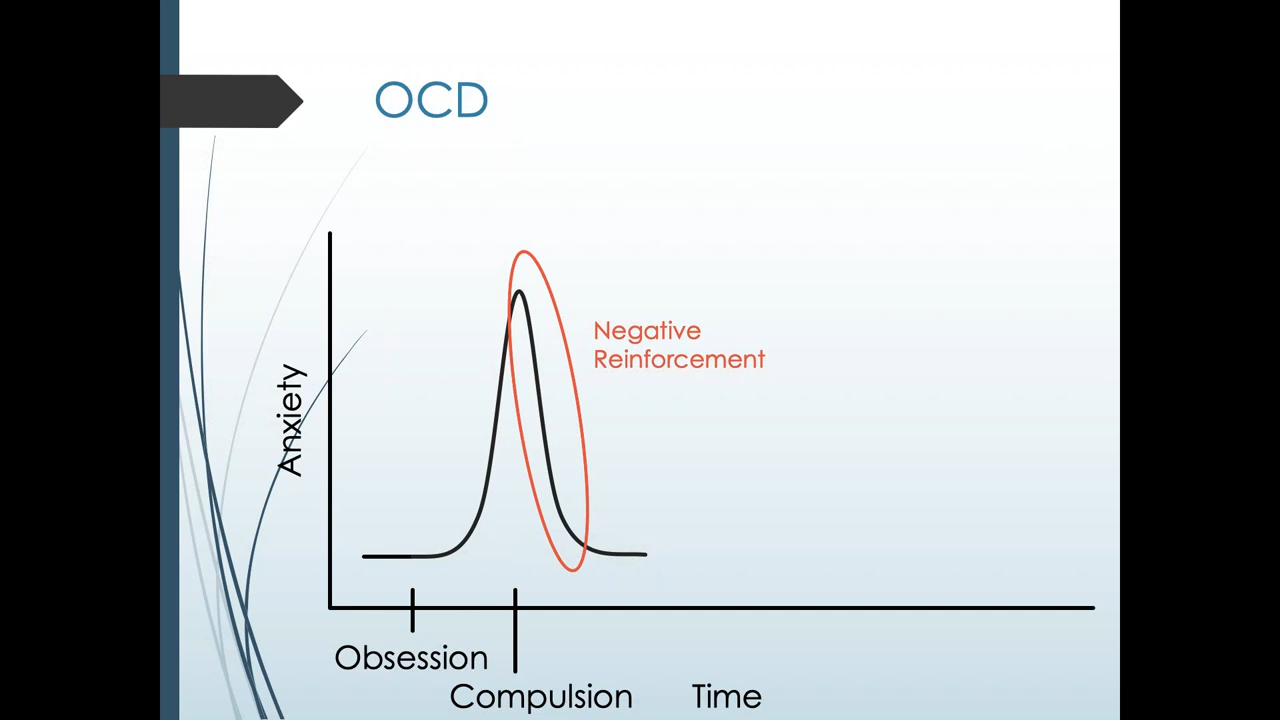 OCD
Negative
Reinforcement
Anxiety
Obsession
Compulsion
Time